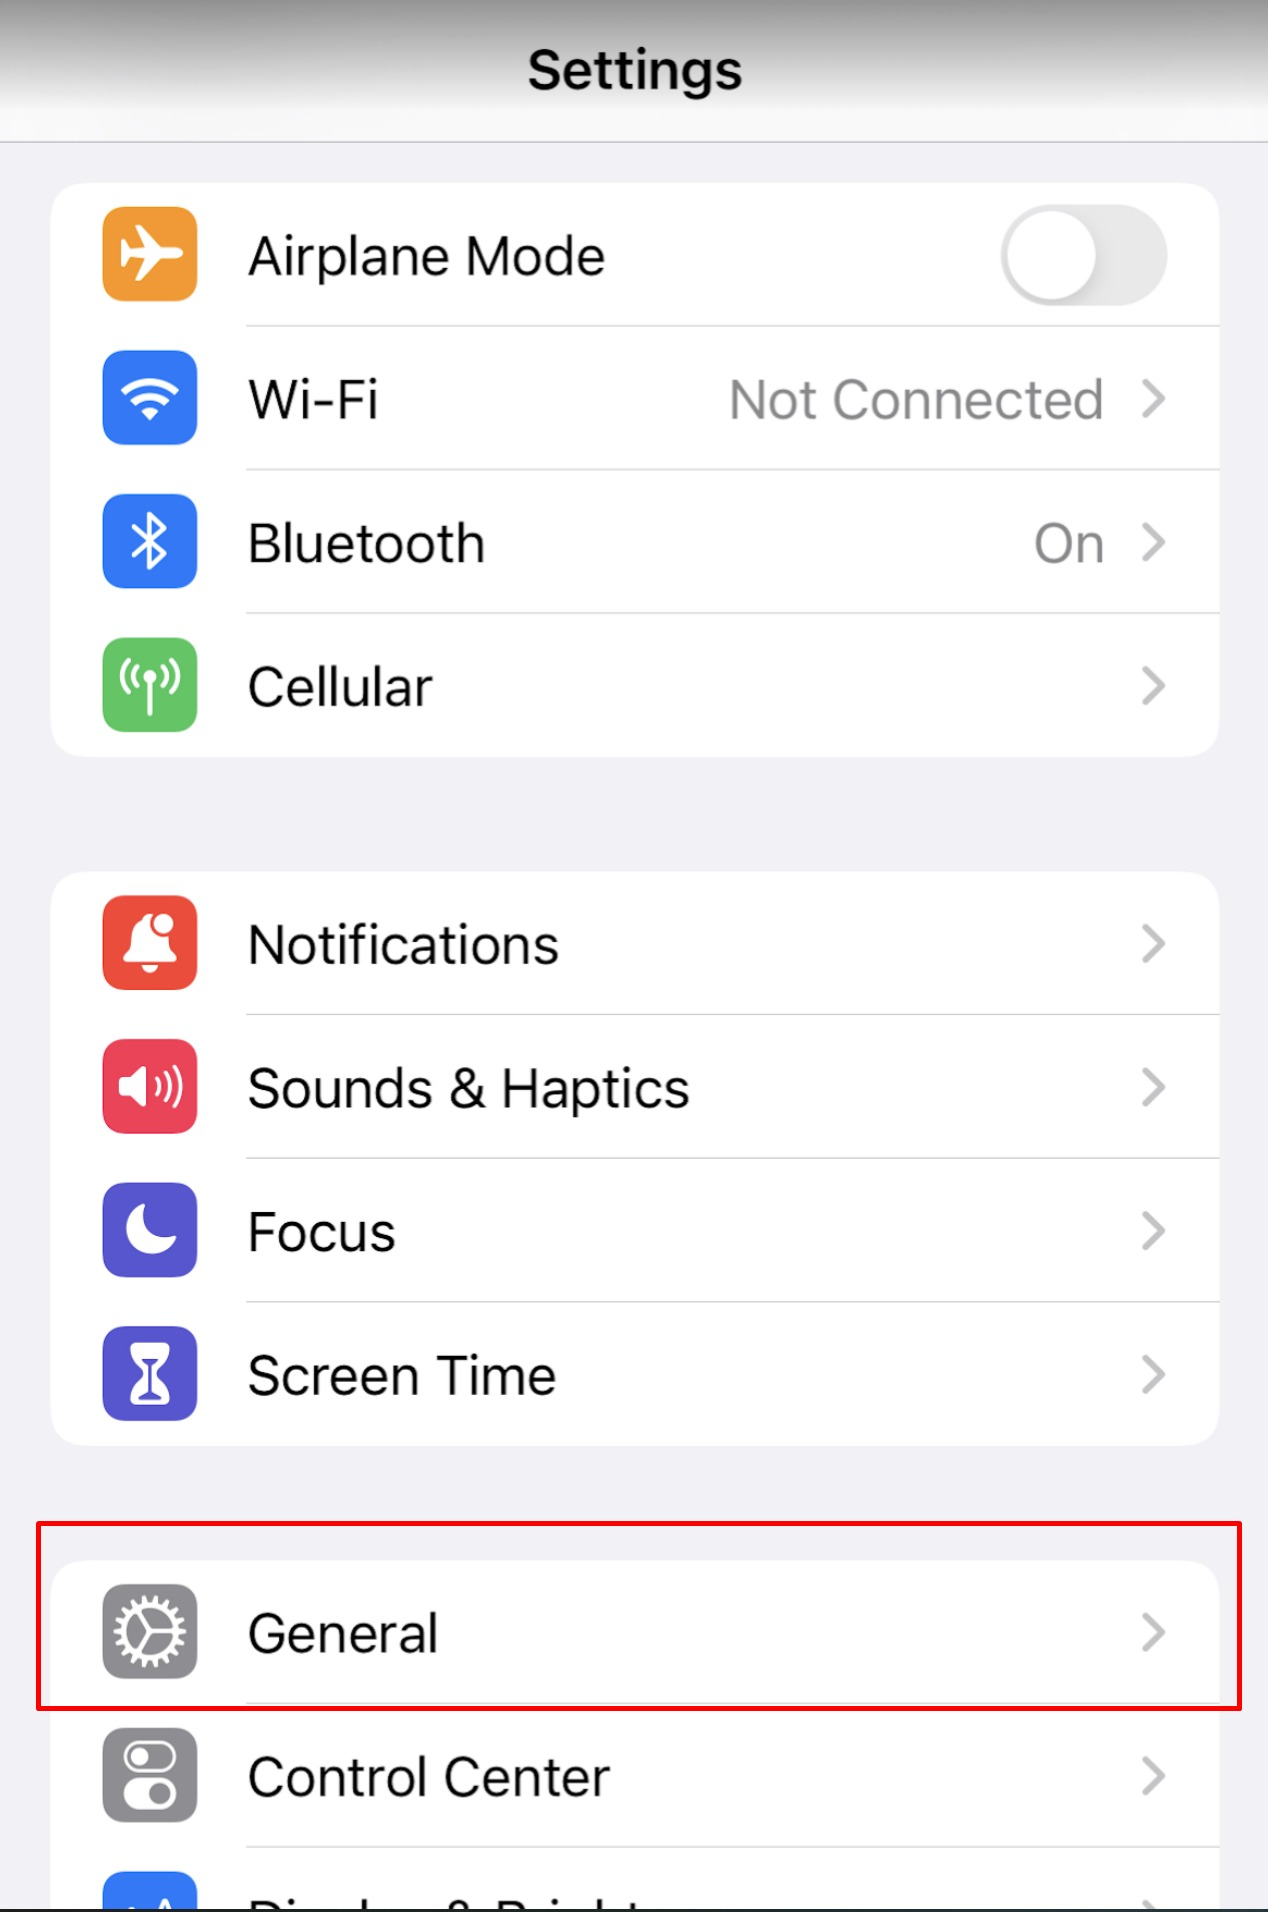 Settings
Airplane Mode
Wi-Fi Not Connected
Bluetooth On
Cellular
Notifications
Sounds & Haptics
Focus
Screen Time
General
Control Center